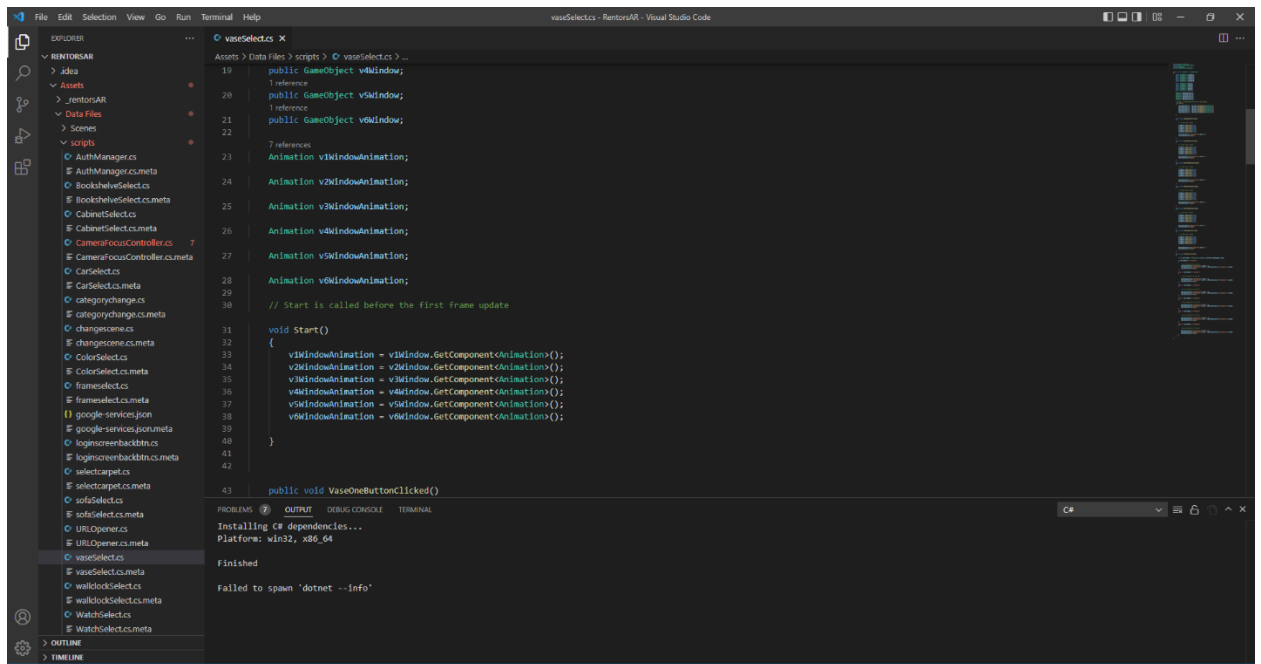 File Edit Selection View Go Run Terminal Help
vaseSelect.cs - RentorsAR - Visual Studio Code
EXPLORER
RENTORSAR
.idea
Assets
_rentorsAR
Data Files
Scenes
scripts
AuthManager.cs
AuthManager.cs.meta
BookshelveSelect.cs
BookshelveSelect.cs.meta
CabinetSelect.cs
CabinetSelect.cs.meta
CameraFocusController.cs 7
CameraFocusController.cs.meta
CarSelect.cs
CarSelect.cs.meta
categorychange.cs
categorychange.cs.meta
changescene.cs
changescene.cs.meta
ColorSelect.cs
ColorSelect.cs.meta
frameselect.cs
frameselect.cs.meta
google-services.json
google-services.json.meta
loginscreenbackbtn.cs
loginscreenbackbtn.cs.meta
selectcarpet.cs
selectcarpet.cs.meta
sofaSelect.cs
sofaSelect.cs.meta
URLOpener.cs
URLOpener.cs.meta
vaseSelect.cs
vaseSelect.cs.meta
wallclockSelect.cs
wallclockSelect.cs.meta
WatchSelect.cs
WatchSelect.cs.meta
OUTLINE
TIMELINE
vaseSelect.cs
Assets > Data Files > scripts > vaseSelect.cs > ...
19 public GameObject v4Window;
1 reference
20 public GameObject v5Window;
1 reference
21 public GameObject v6Window;
22
7 references
23 Animation v1WindowAnimation;
24 Animation v2WindowAnimation;
25 Animation v3WindowAnimation;
26 Animation v4WindowAnimation;
27 Animation v5WindowAnimation;
28 Animation v6WindowAnimation;
29
30 // Start is called before the first frame update
31 void Start()
32 {
33 v1WindowAnimation = v1Window.GetComponent<Animation>();
34 v2WindowAnimation = v2Window.GetComponent<Animation>();
35 v3WindowAnimation = v3Window.GetComponent<Animation>();
36 v4WindowAnimation = v4Window.GetComponent<Animation>();
37 v5WindowAnimation = v5Window.GetComponent<Animation>();
38 v6WindowAnimation = v6Window.GetComponent<Animation>();
39
40 }
41
42
43 public void VaseOneButtonClicked()
PROBLEMS 7 OUTPUT DEBUG CONSOLE TERMINAL
C#
Installing C# dependencies...
Platform: win32, x86_64
Finished
Failed to spawn 'dotnet --info'